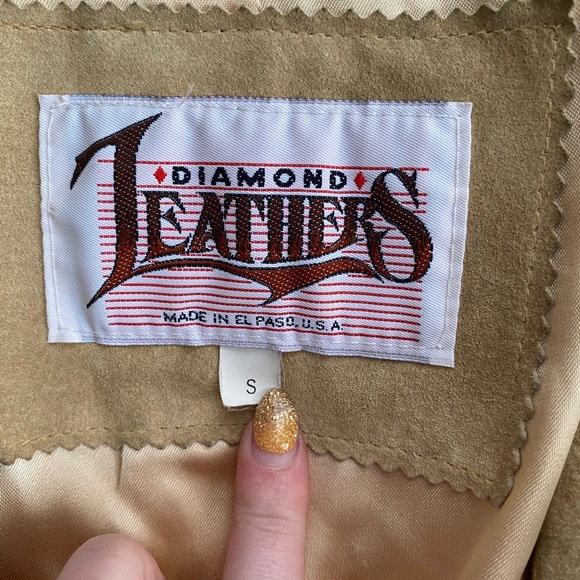 DIAMOND
LEATHERS
MADE IN EL PASO, U.S.A.
S